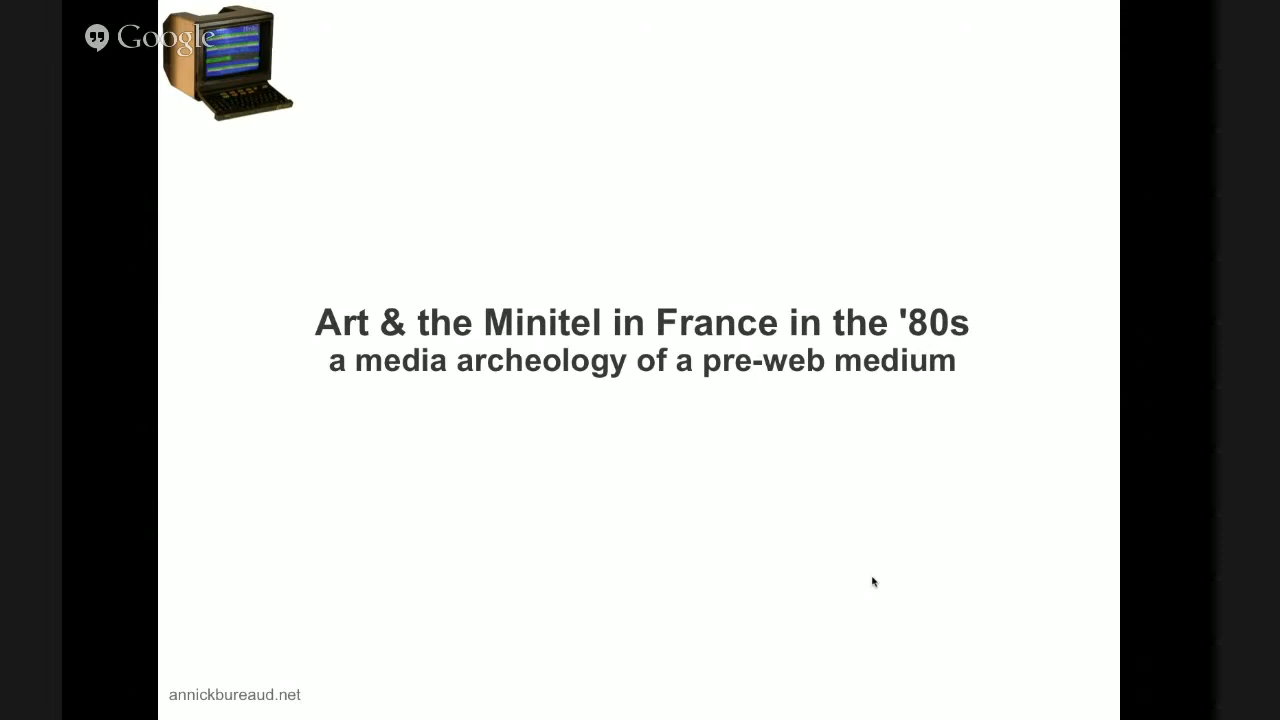 Google
Art & the Minitel in France in the '80s
a media archeology of a pre-web medium
annickbureaud.net